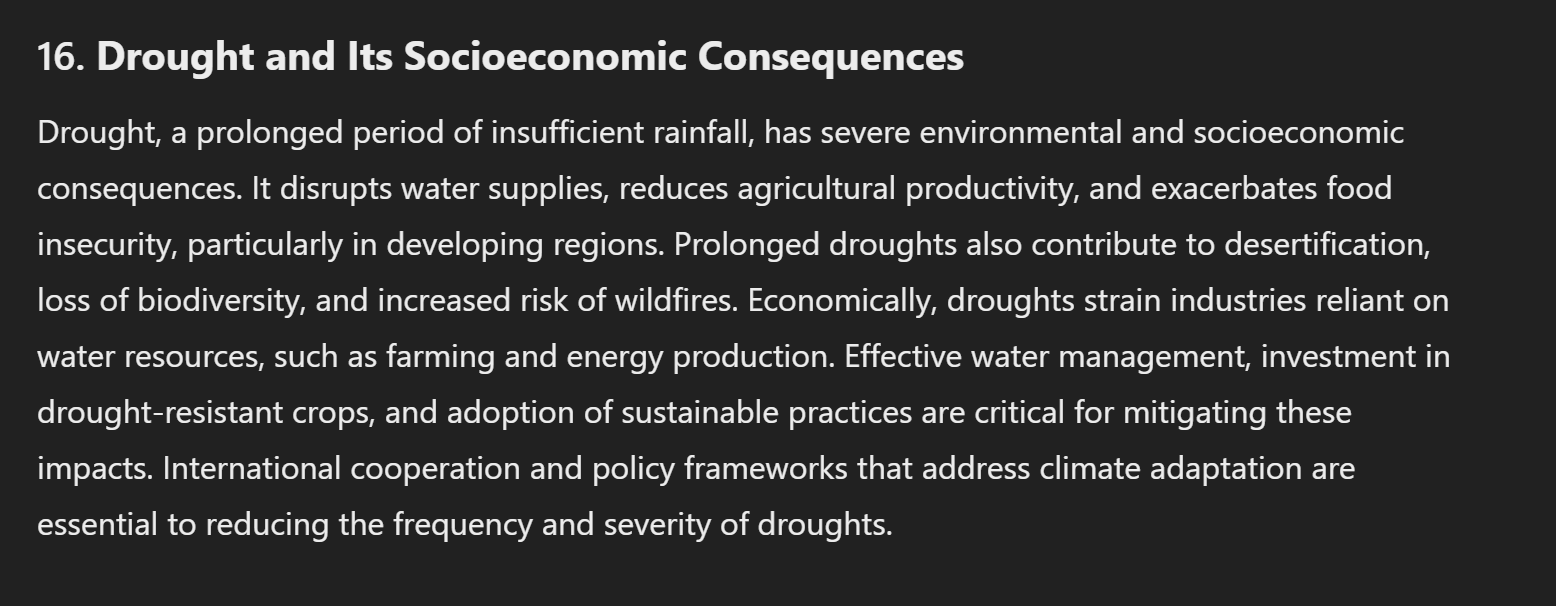 16. Drought and Its Socioeconomic Consequences
Drought, a prolonged period of insufficient rainfall, has severe environmental and socioeconomic
consequences. It disrupts water supplies, reduces agricultural productivity, and exacerbates food
insecurity, particularly in developing regions. Prolonged droughts also contribute to desertification,
loss of biodiversity, and increased risk of wildfires. Economically, droughts strain industries reliant on
water resources, such as farming and energy production. Effective water management, investment in
drought-resistant crops, and adoption of sustainable practices are critical for mitigating these
impacts. International cooperation and policy frameworks that address climate adaptation are
essential to reducing the frequency and severity of droughts.